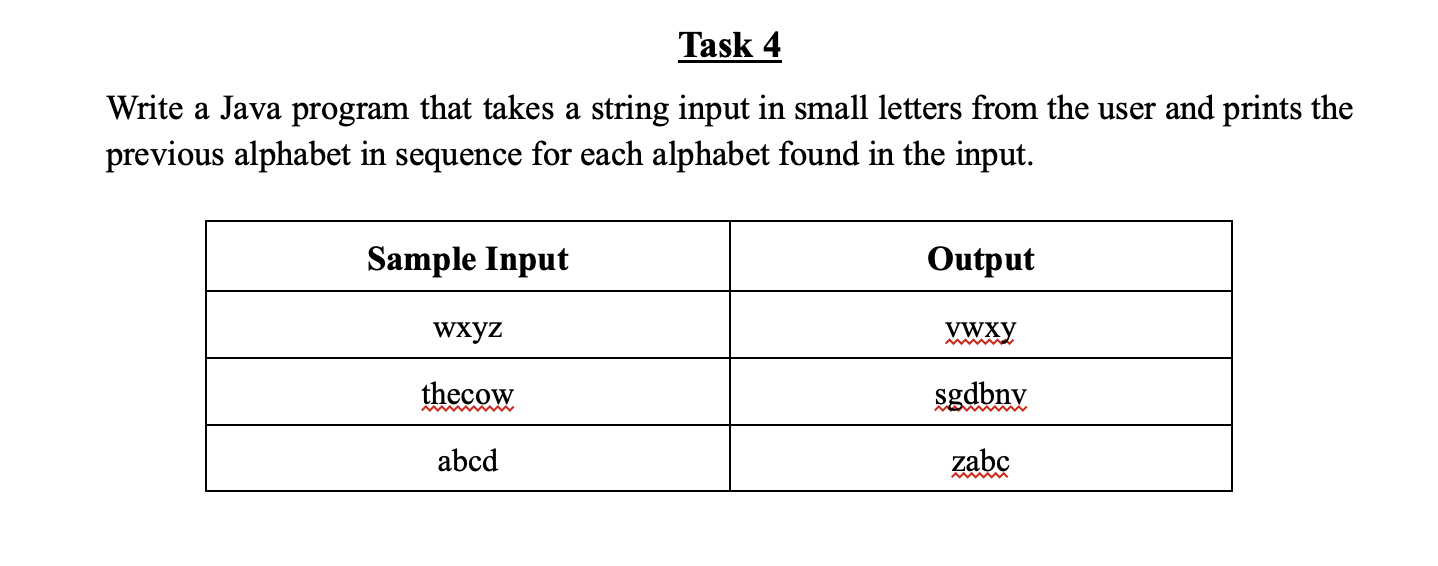 Task 4
Write a Java program that takes a string input in small letters from the user and prints the
previous alphabet in sequence for each alphabet found in the input.
Sample Input Output
wxyz vwxy
thecow sgdbnv
abcd zabc